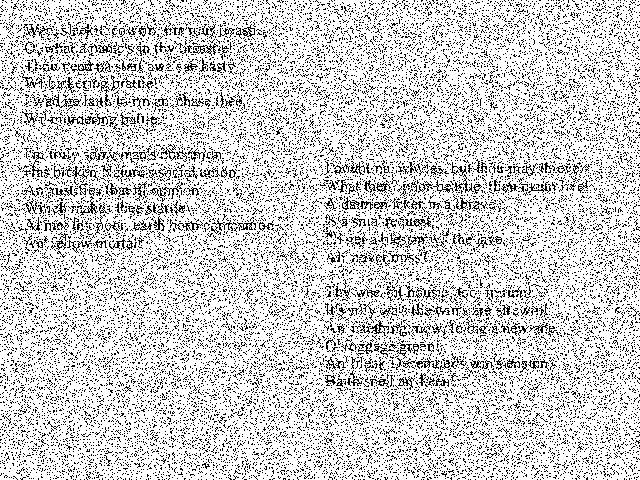 Wee, sleekit, cowrin, tim'rous beastie,
O, what a panic's in thy breastie!
Thou need na start awa sae hasty
Wi' bickering brattle!
I wad be laith to rin an' chase thee,
Wi' murdering pattle.
I'm truly sorry man's dominion
Has broken Nature's social union,
An' justifies that ill opinion
Which makes thee startle
At me, thy poor, earth born companion
An' fellow mortal!
I doubt na, whyles, but thou may thieve;
What then? poor beastie, thou maun live!
A daimen icker in a thrave
'S a sma' request;
I'll get a blessin wi' the lave,
An' never miss't.
Thy wee-bit housie, too, in ruin!
It's silly wa's the win's are strewin!
An' naething, now, to big a new ane,
O' foggage green!
An' bleak December's win's ensuin,
Baith snell an' keen!